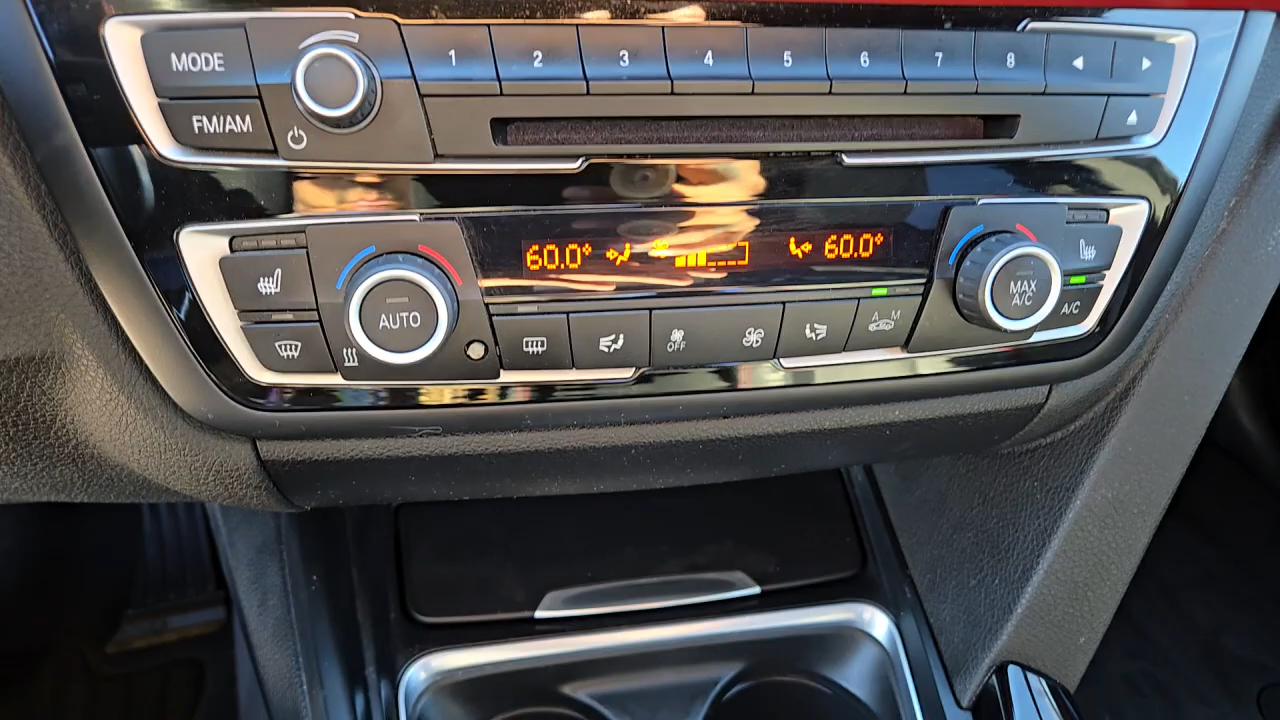 MODE
1 2 3 4 5 6 7 8
FM/AM
60.0° 60.0°
AUTO
MAX
A/C
A/C
OFF
A M